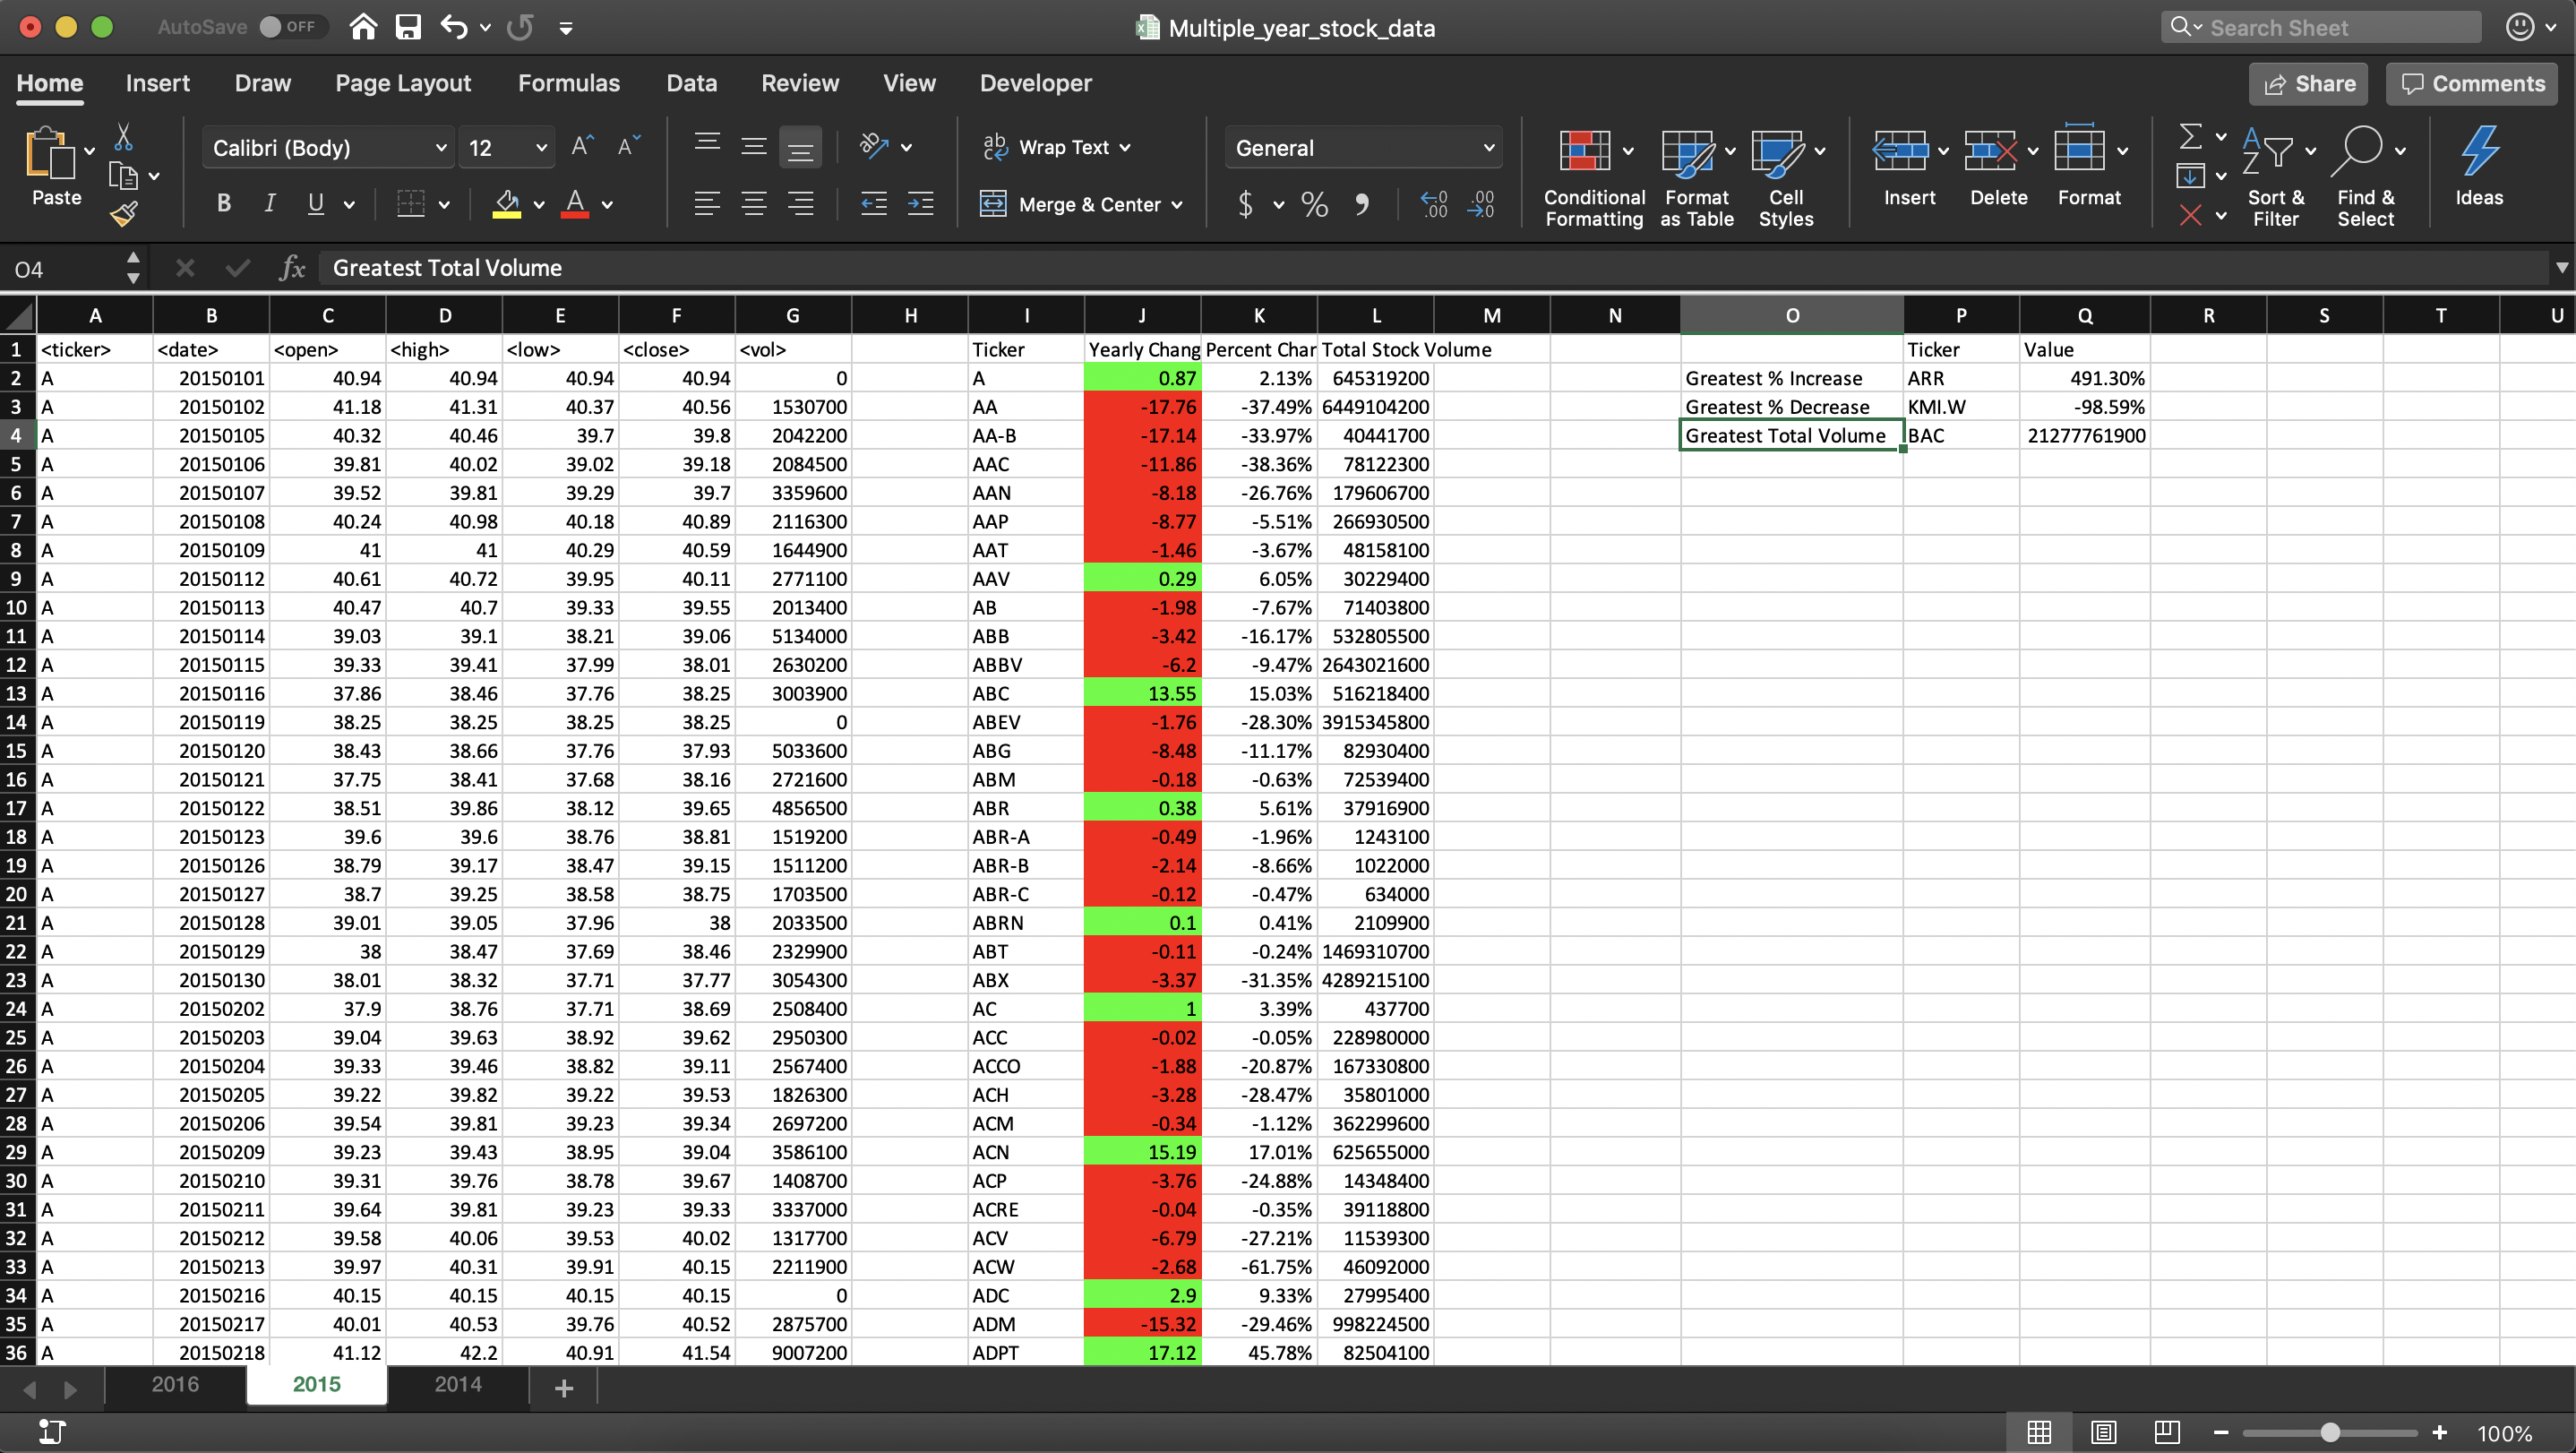 AutoSave OFF Multiple_year_stock_data Search Sheet
Home Insert Draw Page Layout Formulas Data Review View Developer Share Comments
Paste Calibri (Body) 12 Wrap Text General Conditional Formatting Format as Table Cell Styles Insert Delete Format Sort & Filter Find & Select Ideas
B I U Merge & Center $ % 9
O4 fx Greatest Total Volume
A B C D E F G H I J K L M N O P Q R S T U
1 <ticker> <date> <open> <high> <low> <close> <vol> Ticker Yearly Chang Percent Char Total Stock Volume Ticker Value
2 A 20150101 40.94 40.94 40.94 40.94 0 A 0.87 2.13% 645319200 Greatest % Increase ARR 491.30%
3 A 20150102 41.18 41.31 40.37 40.56 1530700 AA -17.76 -37.49% 6449104200 Greatest % Decrease KMI.W -98.59%
4 A 20150105 40.32 40.46 39.7 39.8 2042200 AA-B -17.14 -33.97% 40441700 Greatest Total Volume BAC 21277761900
5 A 20150106 39.81 40.02 39.02 39.18 2084500 AAC -11.86 -38.36% 78122300
6 A 20150107 39.52 39.81 39.29 39.7 3359600 AAN -8.18 -26.76% 179606700
7 A 20150108 40.24 40.98 40.18 40.89 2116300 AAP -8.77 -5.51% 266930500
8 A 20150109 41 41 40.29 40.59 1644900 AAT -1.46 -3.67% 48158100
9 A 20150112 40.61 40.72 39.95 40.11 2771100 AAV 0.29 6.05% 30229400
10 A 20150113 40.47 40.7 39.33 39.55 2013400 AB -1.98 -7.67% 71403800
11 A 20150114 39.03 39.1 38.21 39.06 5134000 ABB -3.42 -16.17% 532805500
12 A 20150115 39.33 39.41 37.99 38.01 2630200 ABBV -6.2 -9.47% 2643021600
13 A 20150116 37.86 38.46 37.76 38.25 3003900 ABC 13.55 15.03% 516218400
14 A 20150119 38.25 38.25 38.25 38.25 0 ABEV -1.76 -28.30% 3915345800
15 A 20150120 38.43 38.66 37.76 37.93 5033600 ABG -8.48 -11.17% 82930400
16 A 20150121 37.75 38.41 37.68 38.16 2721600 ABM -0.18 -0.63% 72539400
17 A 20150122 38.51 39.86 38.12 39.65 4856500 ABR 0.38 5.61% 37916900
18 A 20150123 39.6 39.6 38.76 38.81 1519200 ABR-A -0.49 -1.96% 1243100
19 A 20150126 38.79 39.17 38.47 39.15 1511200 ABR-B -2.14 -8.66% 1022000
20 A 20150127 38.7 39.25 38.58 38.75 1703500 ABR-C -0.12 -0.47% 634000
21 A 20150128 39.01 39.05 37.96 38 2033500 ABRN 0.1 0.41% 2109900
22 A 20150129 38 38.47 37.69 38.46 2329900 ABT -0.11 -0.24% 1469310700
23 A 20150130 38.01 38.32 37.71 37.77 3054300 ABX -3.37 -31.35% 4289215100
24 A 20150202 37.9 38.76 37.71 38.69 2508400 AC 1 3.39% 437700
25 A 20150203 39.04 39.63 38.92 39.62 2950300 ACC -0.02 -0.05% 228980000
26 A 20150204 39.33 39.46 38.82 39.11 2567400 ACCO -1.88 -20.87% 167330800
27 A 20150205 39.22 39.82 39.22 39.53 1826300 ACH -3.28 -28.47% 35801000
28 A 20150206 39.54 39.81 39.23 39.34 2697200 ACM -0.34 -1.12% 362299600
29 A 20150209 39.23 39.43 38.95 39.04 3586100 ACN 15.19 17.01% 625655000
30 A 20150210 39.31 39.76 38.78 39.67 1408700 ACP -3.76 -24.88% 14348400
31 A 20150211 39.64 39.81 39.23 39.33 3337000 ACRE -0.04 -0.35% 39118800
32 A 20150212 39.58 40.06 39.53 40.02 1317700 ACV -6.79 -27.21% 11539300
33 A 20150213 39.97 40.31 39.91 40.15 2211900 ACW -2.68 -61.75% 46092000
34 A 20150216 40.15 40.15 40.15 40.15 0 ADC 2.9 9.33% 27995400
35 A 20150217 40.01 40.53 39.76 40.52 2875700 ADM -15.32 -29.46% 998224500
36 A 20150218 41.12 42.2 40.91 41.54 9007200 ADPT 17.12 45.78% 82504100
2016 2015 2014 +
100%